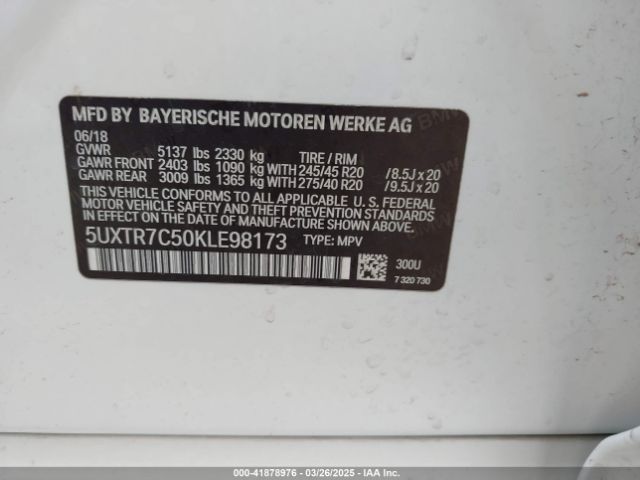 MFD BY BAYERISCHE MOTOREN WERKE AG
06/18
GVWR 5137 lbs 2330 kg TIRE / RIM
GAWR FRONT 2403 lbs 1090 kg WITH 245/45 R20 /8.5J x 20
GAWR REAR 3009 lbs 1365 kg WITH 275/40 R20 /9.5J x 20
THIS VEHICLE CONFORMS TO ALL APPLICABLE U. S. FEDERAL
MOTOR VEHICLE SAFETY, BUMPER, AND THEFT PREVENTION
STANDARDS IN EFFECT ON THE DATE OF MANUFACTURE SHOWN ABOVE.
5UXTR7C50KLE98173 TYPE: MPV
300U
7 320 730
000-41878976 | 03/26/2025 | IAA Inc.